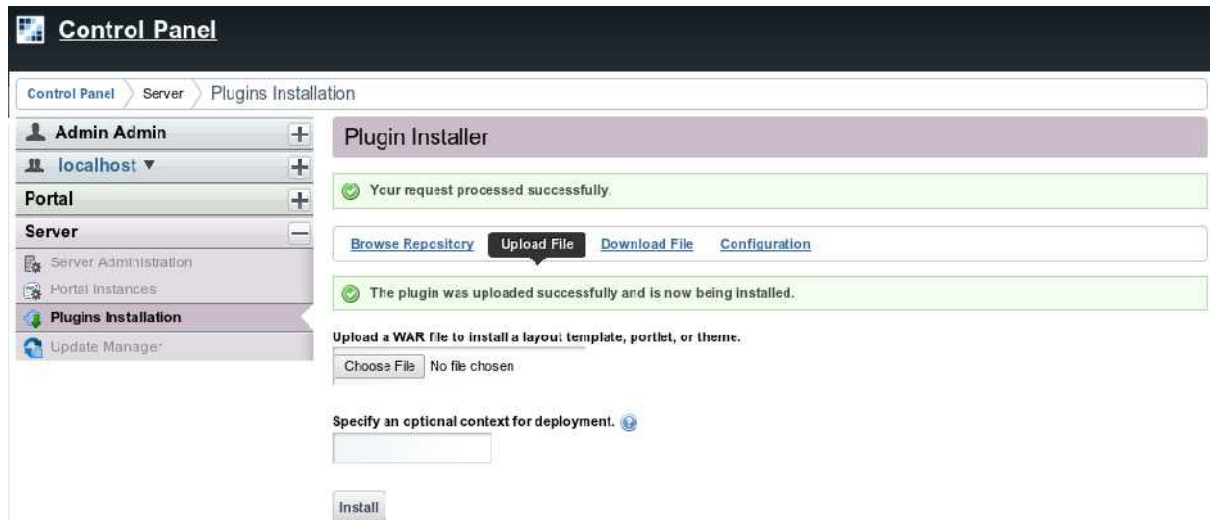 Control Panel
Control Panel Server Plugins Installation
Admin Admin
localhost
Portal
Server
Server Administration
Portal Instances
Plugins Installation
Update Manager
Plugin Installer
Your request processed successfully.
Browse Repository Upload File Download File Configuration
The plugin was uploaded successfully and is now being installed.
Upload a WAR file to install a layout template, portlet, or theme.
Choose File No file chosen
Specify an optional context for deployment.
Install